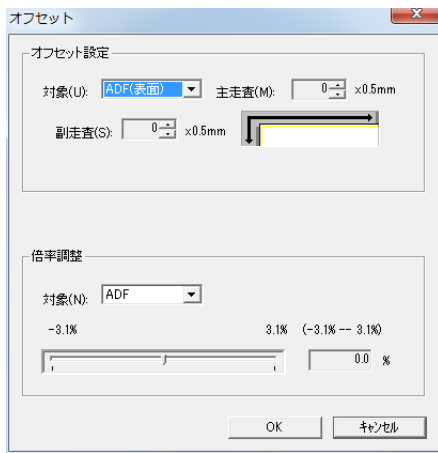 オフセット
オフセット設定
対象(U): ADF(表面) 主走査(M): 0 ×0.5mm
副走査(S): 0 ×0.5mm
倍率調整
対象(N): ADF
-3.1% 3.1% (-3.1% -- 3.1%)
0.0 %
OK キャンセル